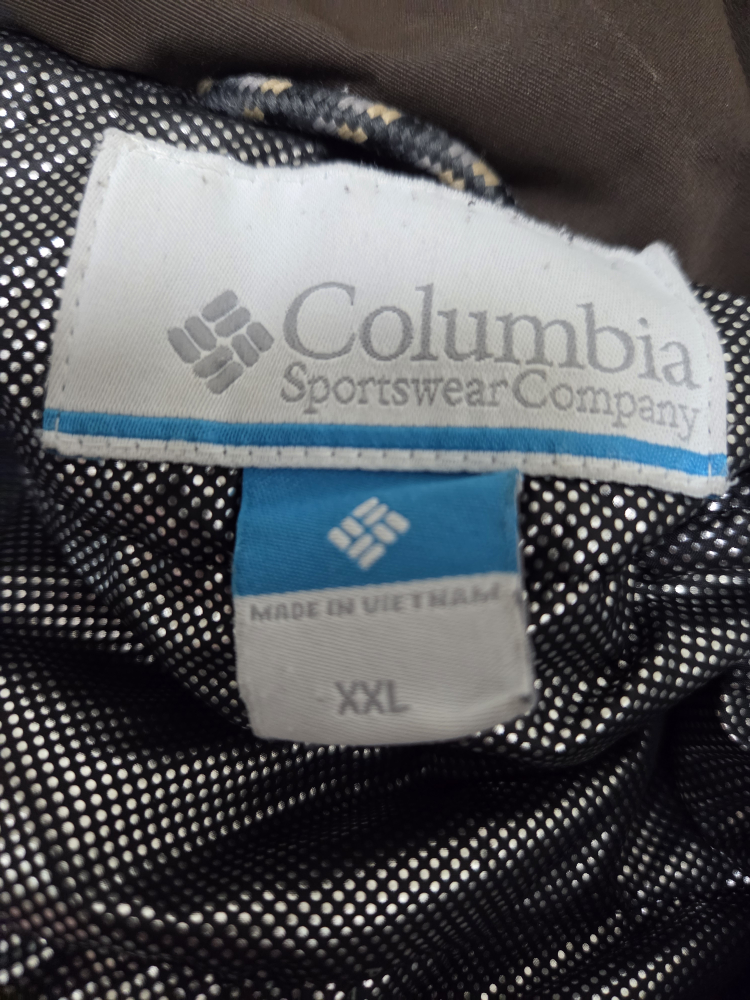 Columbia
Sportswear Company
MADE IN VIETNAM
XXL